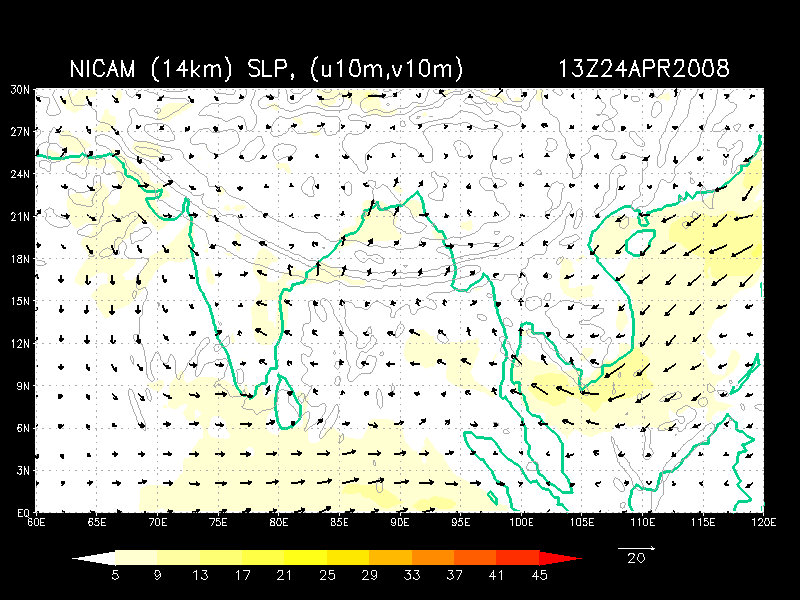 NICAM (14km) SLP, (u10m,v10m) 13Z24APR2008
30N
27N
24N
21N
18N
15N
12N
9N
6N
3N
EQ
60E 65E 70E 75E 80E 85E 90E 95E 100E 105E 110E 115E 120E
5 9 13 17 21 25 29 33 37 41 45
20